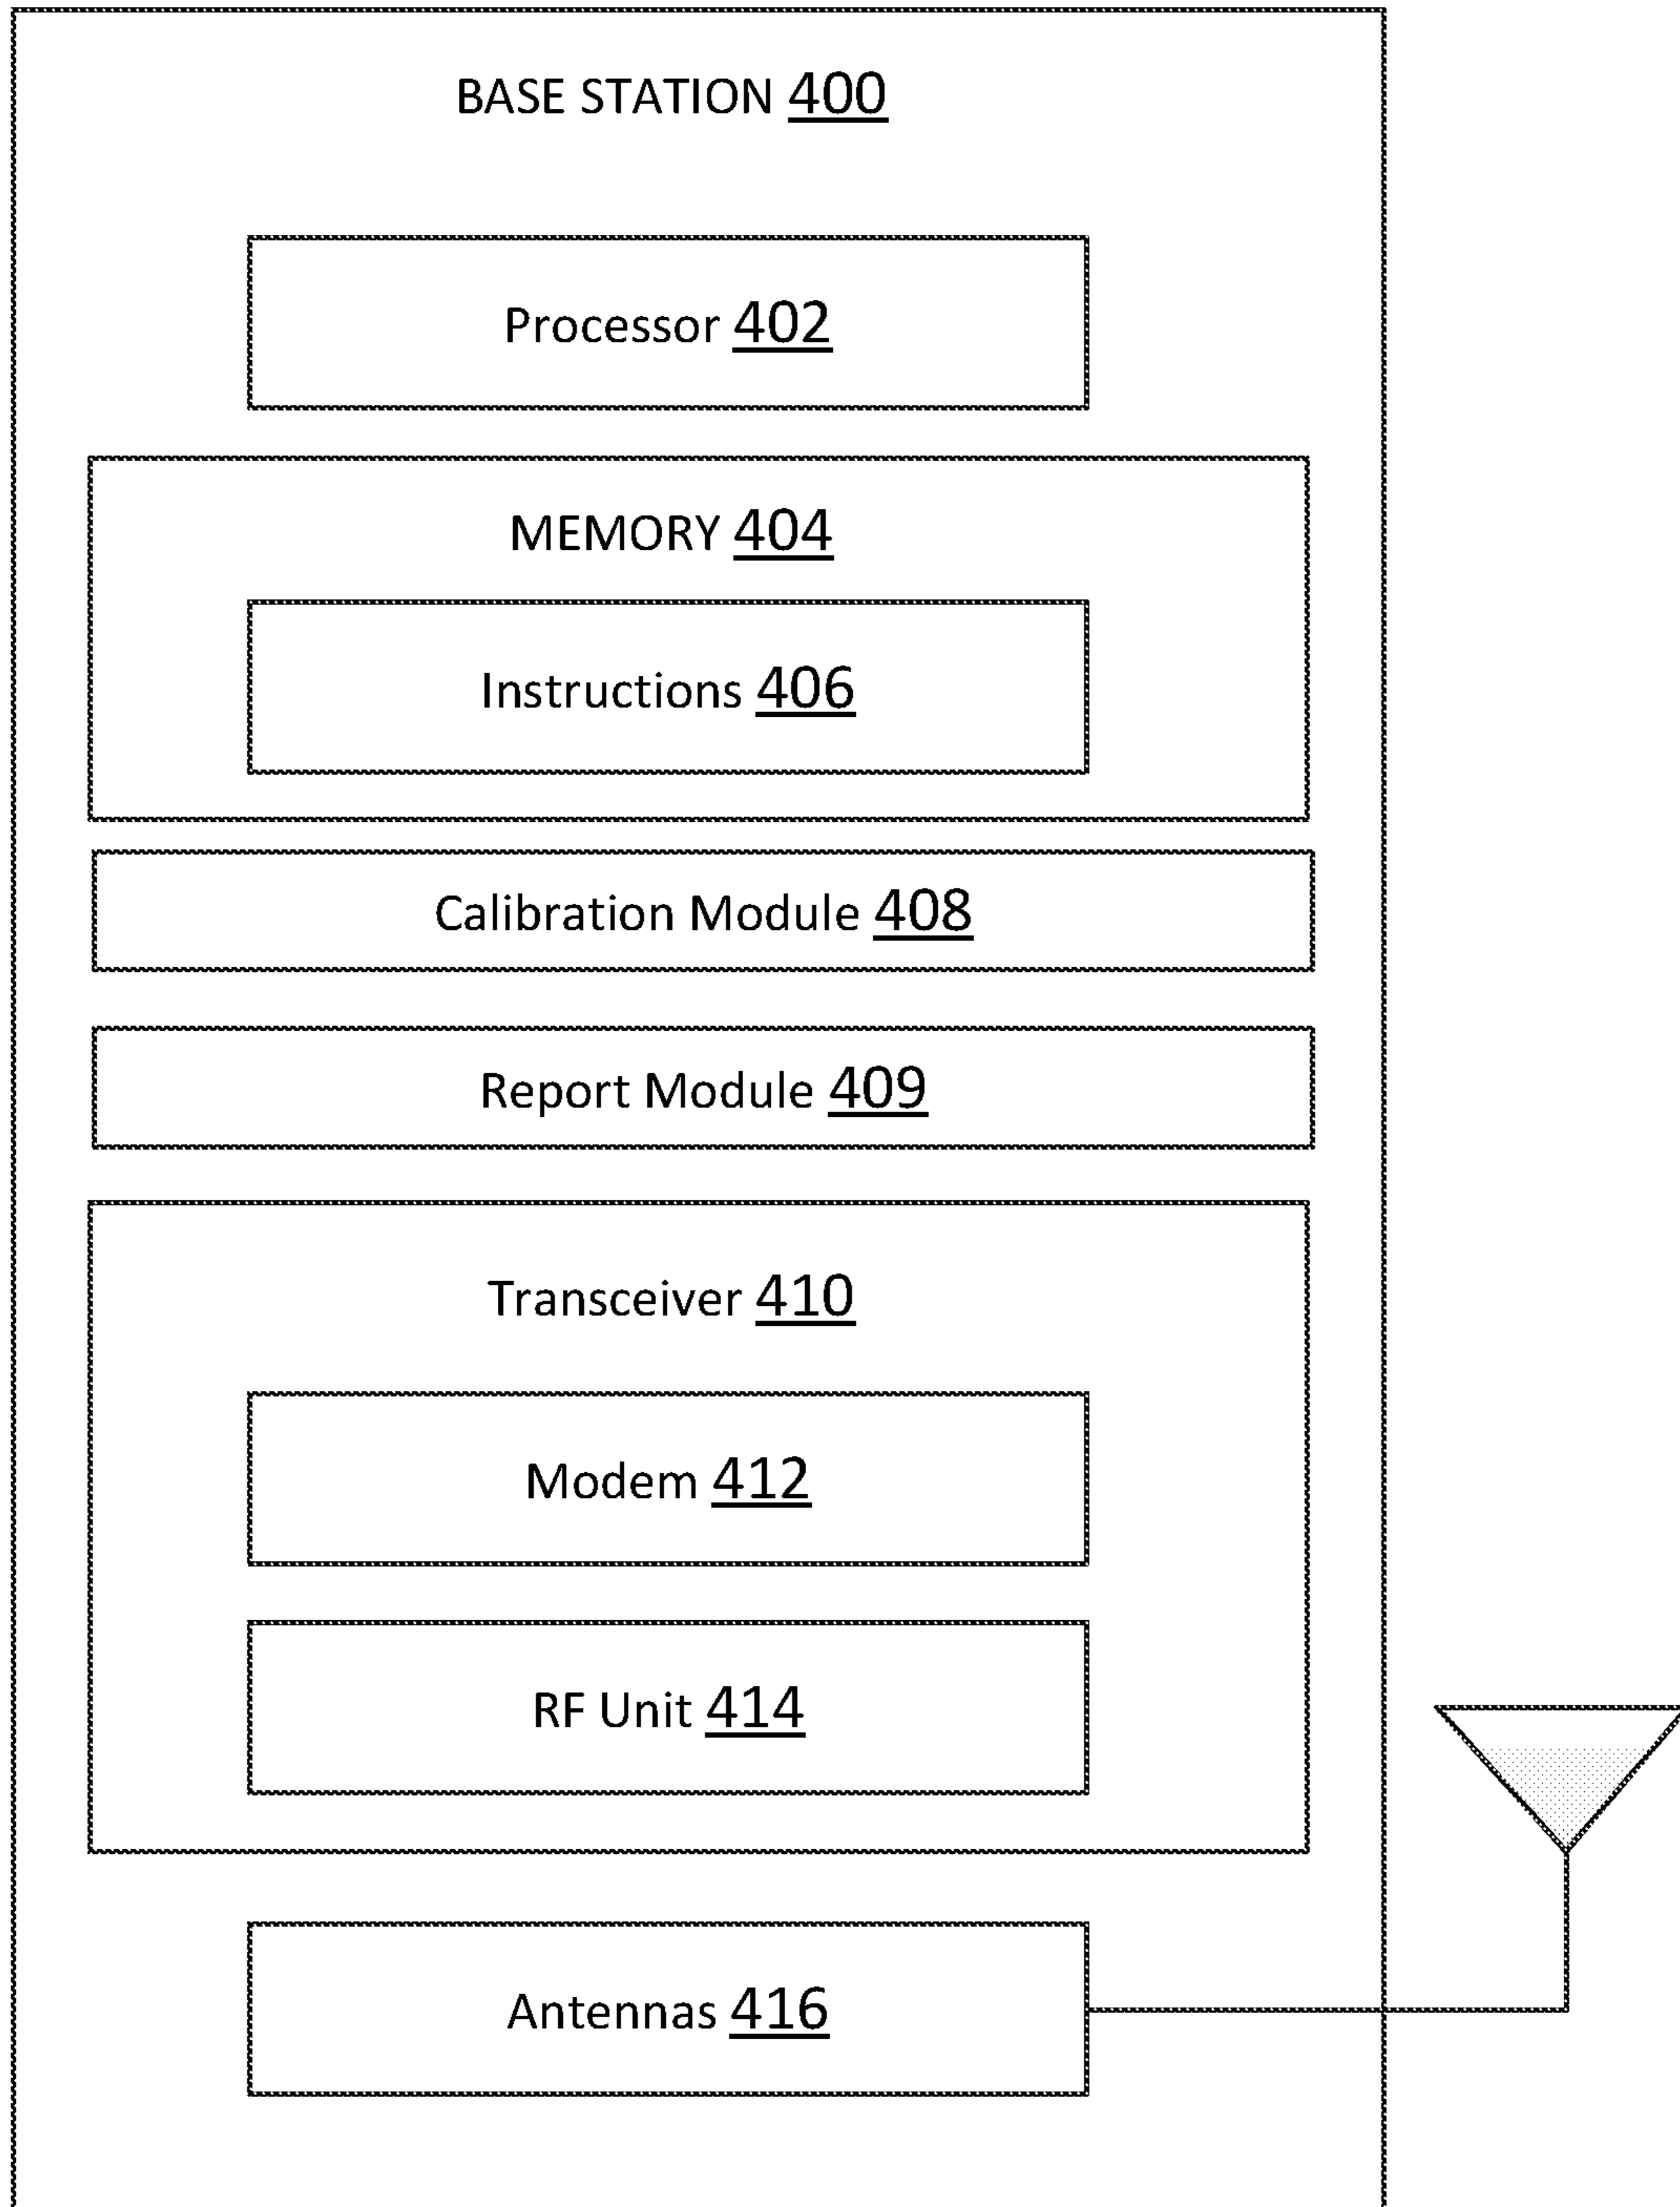 BASE STATION 400
Processor 402
MEMORY 404
Instructions 406
Calibration Module 408
Report Module 409
Transceiver 410
Modem 412
RF Unit 414
Antennas 416